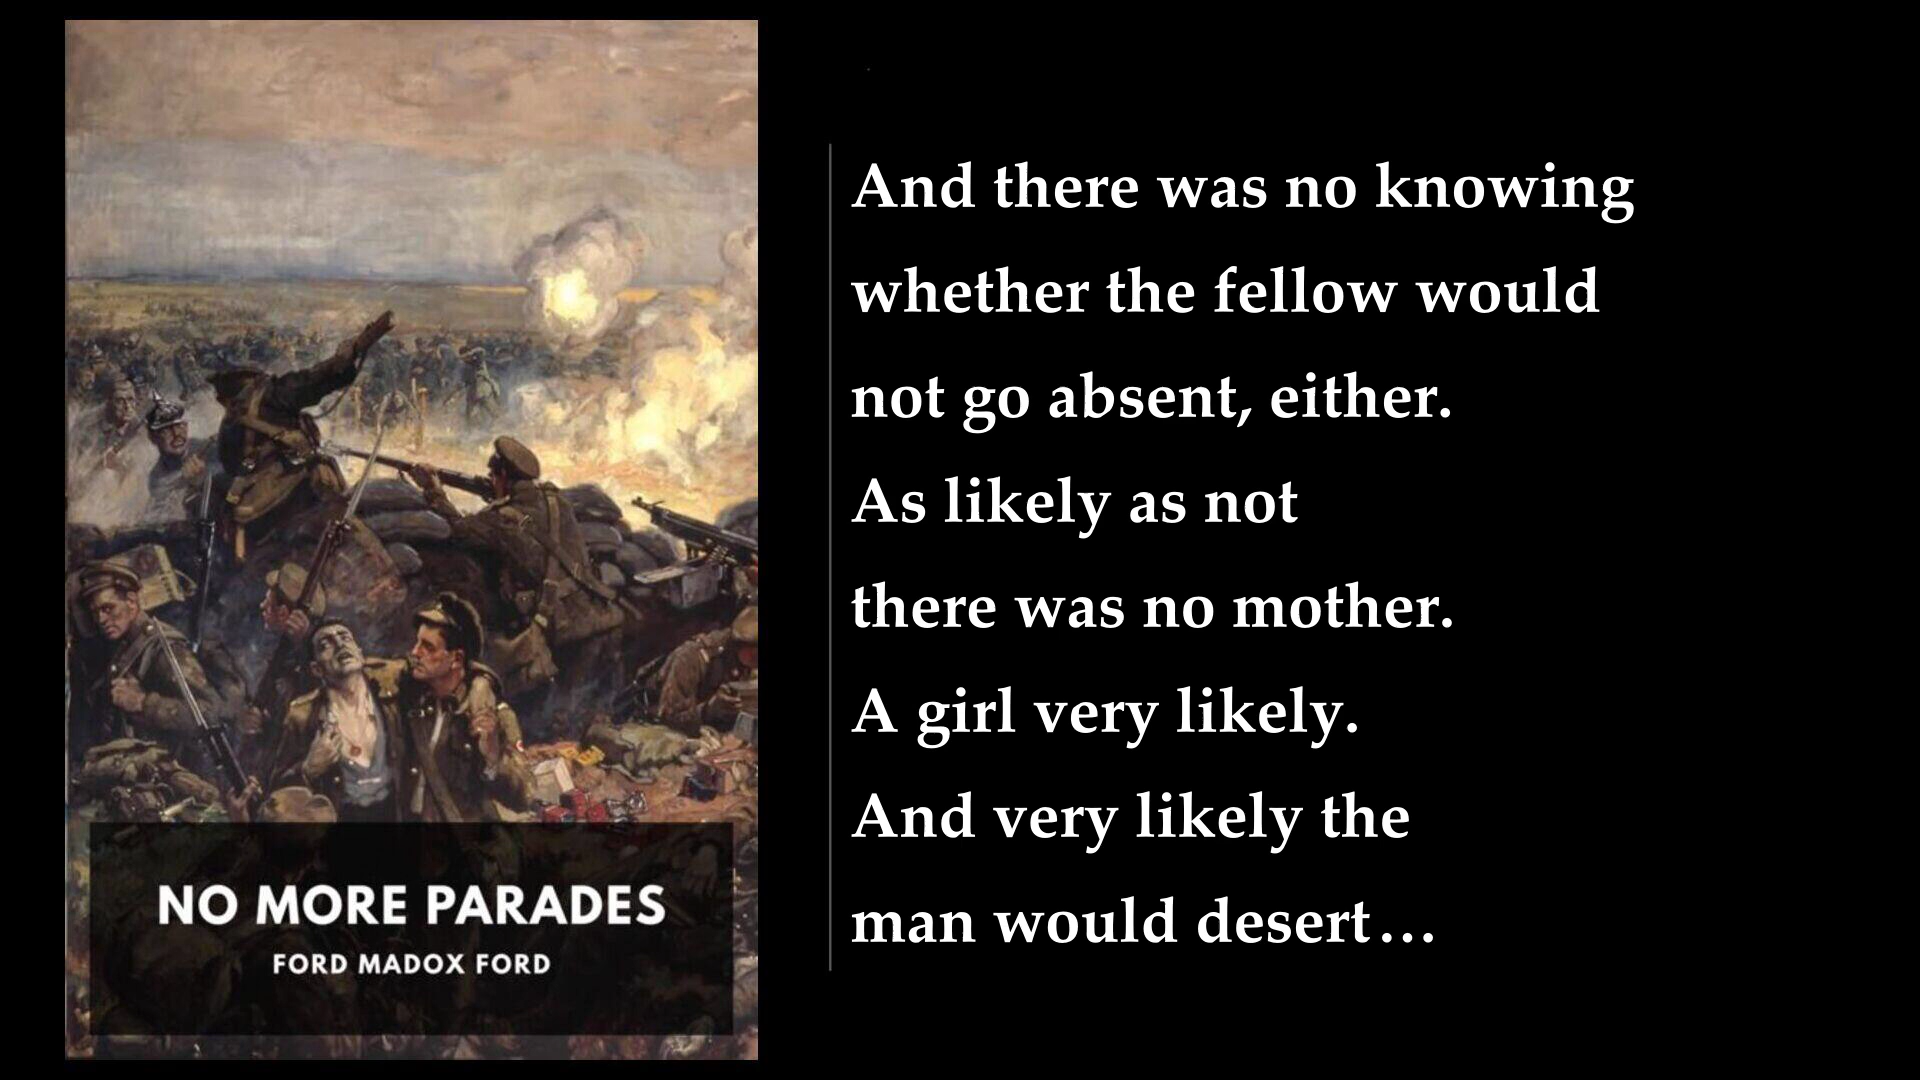 NO MORE PARADES
FORD MADOX FORD
And there was no knowing
whether the fellow would
not go absent, either.
As likely as not
there was no mother.
A girl very likely.
And very likely the
man would desert…